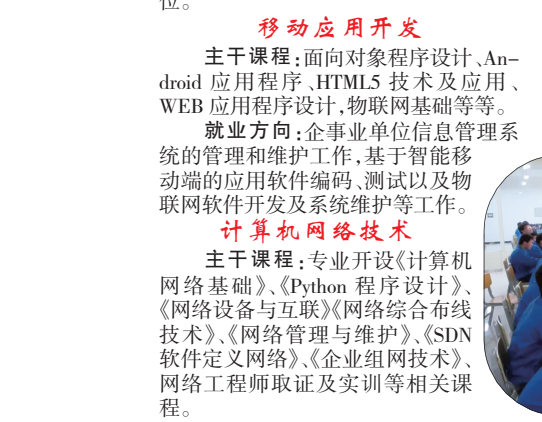 位。
移动应用开发
主干课程:面向对象程序设计、An-
droid 应用程序、HTML5 技术及应用、
WEB 应用程序设计,物联网基础等等。
就业方向:企事业单位信息管理系
统的管理和维护工作,基于智能移
动端的应用软件编码、测试以及物
联网软件开发及系统维护等工作。
计算机网络技术
主干课程:专业开设《计算机
网络基础》、《Python 程序设计》、
《网络设备与互联》《网络综合布线
技术》、《网络管理与维护》、《SDN
软件定义网络》、《企业组网技术》、
网络工程师取证及实训等相关课
程。